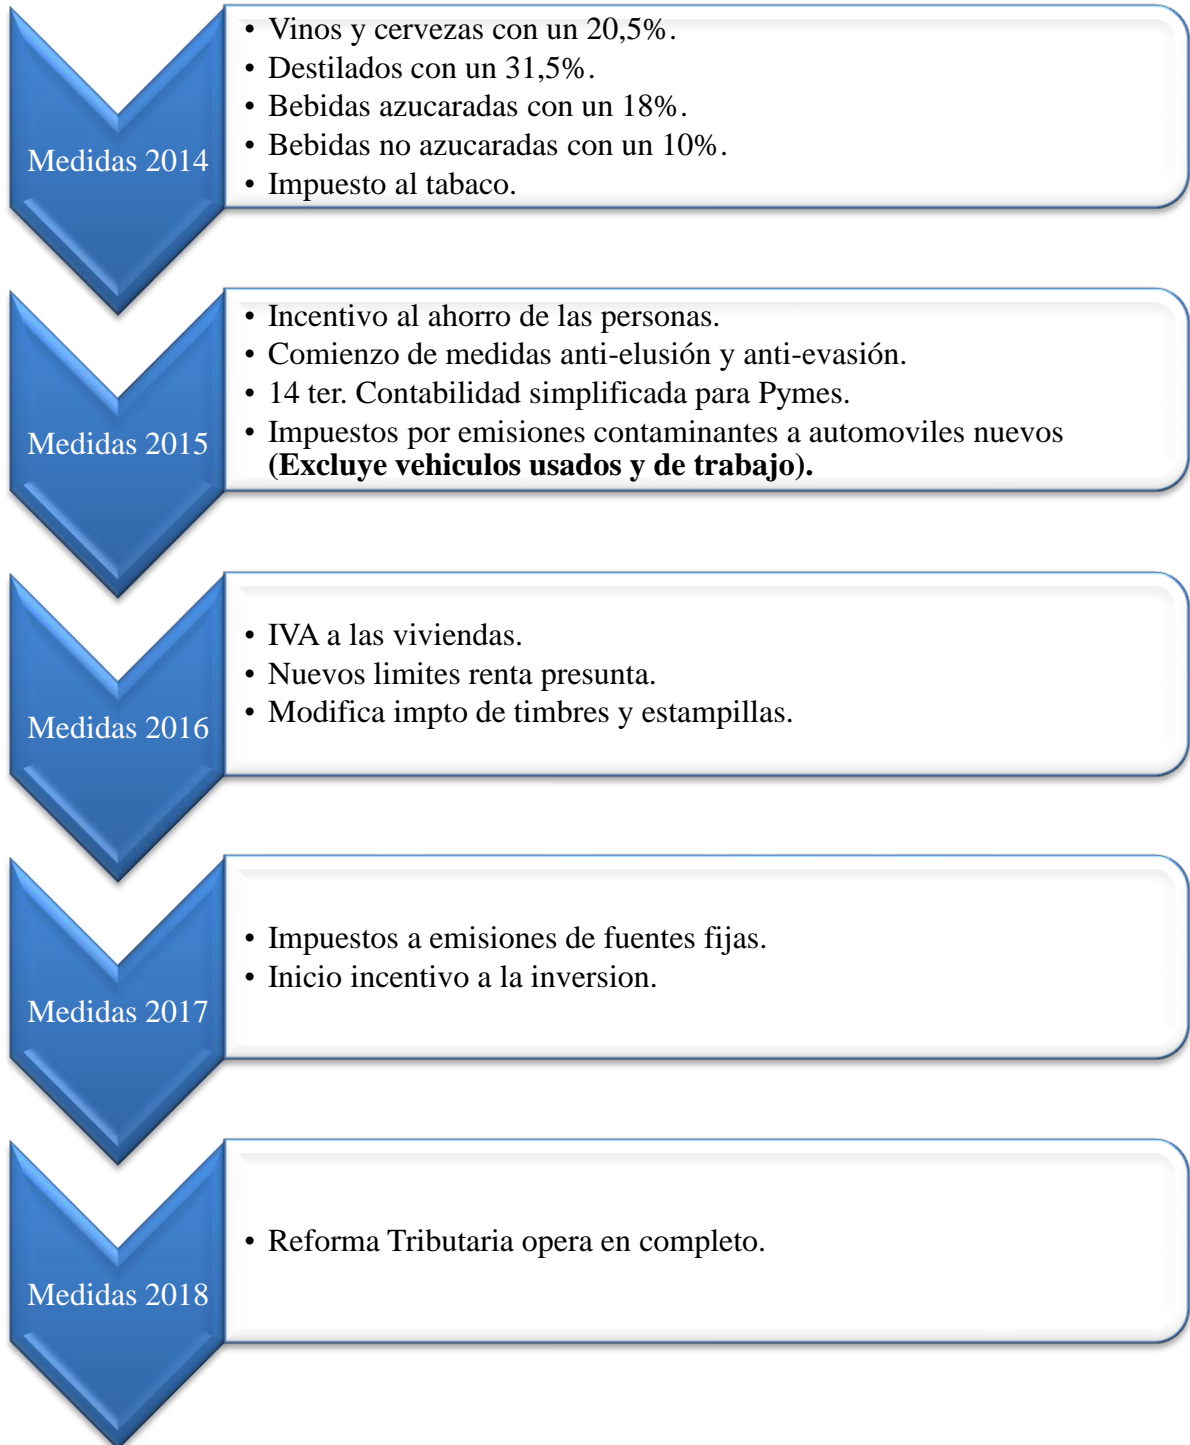 Medidas 2014
• Vinos y cervezas con un 20,5%.
• Destilados con un 31,5%.
• Bebidas azucaradas con un 18%.
• Bebidas no azucaradas con un 10%.
• Impuesto al tabaco.
Medidas 2015
• Incentivo al ahorro de las personas.
• Comienzo de medidas anti-elusión y anti-evasión.
• 14 ter. Contabilidad simplificada para Pymes.
• Impuestos por emisiones contaminantes a automoviles nuevos
(Excluye vehiculos usados y de trabajo).
Medidas 2016
• IVA a las viviendas.
• Nuevos limites renta presunta.
• Modifica impto de timbres y estampillas.
Medidas 2017
• Impuestos a emisiones de fuentes fijas.
• Inicio incentivo a la inversion.
Medidas 2018
• Reforma Tributaria opera en completo.